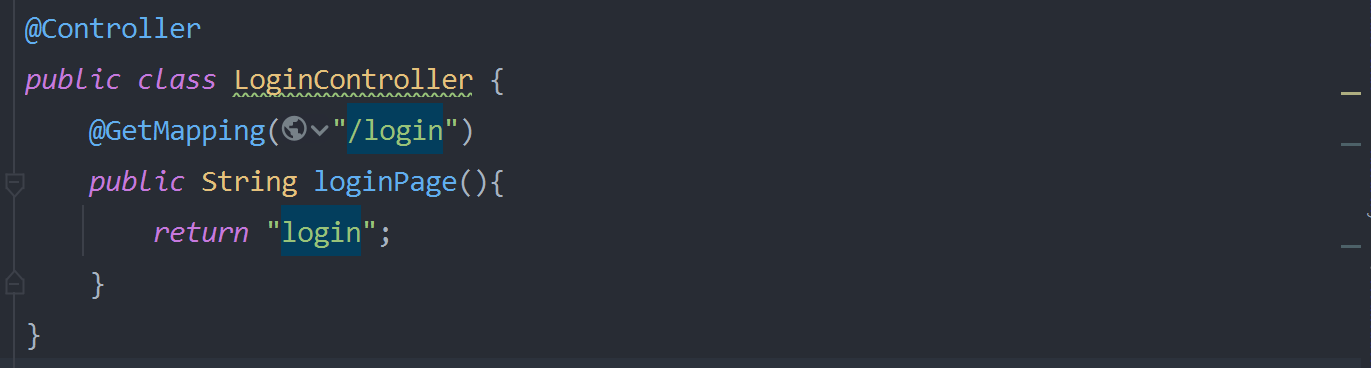 @Controller
public class LoginController {
@GetMapping("/login")
public String loginPage(){
return "login";
}
}